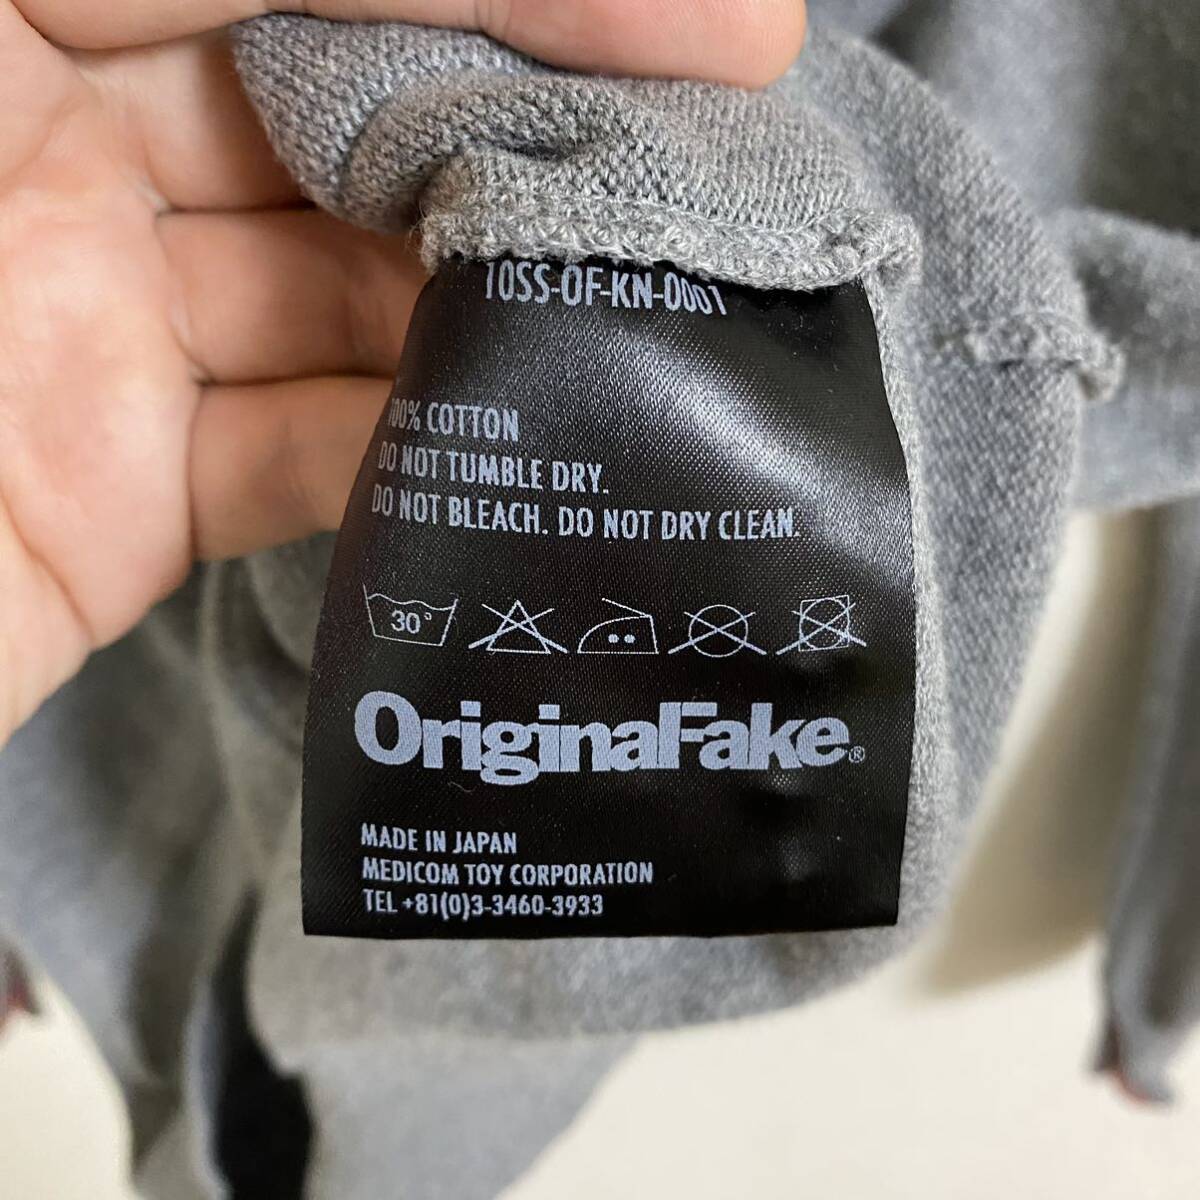 10SS-OF-KN-0001
100% COTTON
DO NOT TUMBLE DRY.
DO NOT BLEACH. DO NOT DRY CLEAN.
30°
OriginalFake®
MADE IN JAPAN
MEDICOM TOY CORPORATION
TEL +81(0)3-3460-3933